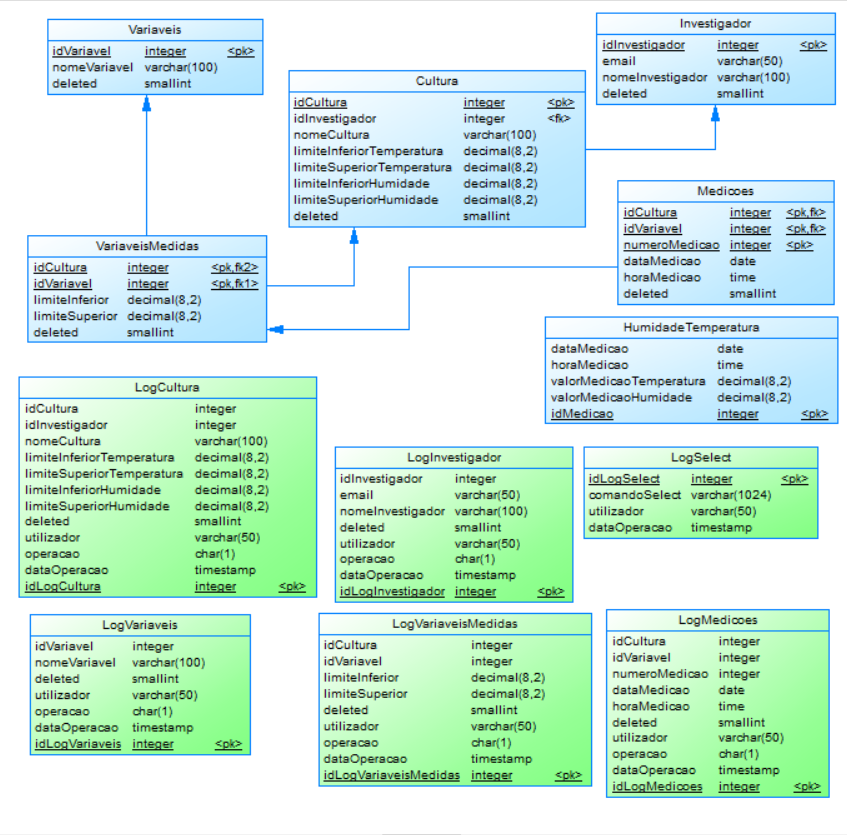 Variaveis
idVariavel integer <pk>
nomeVariavel varchar(100)
deleted smallint
Investigador
idInvestigador integer <pk>
email varchar(50)
nomeInvestigador varchar(100)
deleted smallint
Cultura
idCultura integer <pk>
idInvestigador integer <fk>
nomeCultura varchar(100)
limiteInferiorTemperatura decimal(8,2)
limiteSuperiorTemperatura decimal(8,2)
limiteInferiorHumidade decimal(8,2)
limiteSuperiorHumidade decimal(8,2)
deleted smallint
Medicoes
idCultura integer <pk,fk>
idVariavel integer <pk,fk>
numeroMedicao integer <pk>
dataMedicao date
horaMedicao time
deleted smallint
VariaveisMedidas
idCultura integer <pk,fk2>
idVariavel integer <pk,fk1>
limiteInferior decimal(8,2)
limiteSuperior decimal(8,2)
deleted smallint
HumidadeTemperatura
dataMedicao date
horaMedicao time
valorMedicaoTemperatura decimal(8,2)
valorMedicaoHumidade decimal(8,2)
idMedicao integer <pk>
LogCultura
idCultura integer
idInvestigador integer
nomeCultura varchar(100)
limiteInferiorTemperatura decimal(8,2)
limiteSuperiorTemperatura decimal(8,2)
limiteInferiorHumidade decimal(8,2)
limiteSuperiorHumidade decimal(8,2)
deleted smallint
utilizador varchar(50)
operacao char(1)
dataOperacao timestamp
idLogCultura integer <pk>
LogInvestigador
idInvestigador integer
email varchar(50)
nomeInvestigador varchar(100)
deleted smallint
utilizador varchar(50)
operacao char(1)
dataOperacao timestamp
idLogInvestigador integer <pk>
LogSelect
idLogSelect integer <pk>
comandoSelect varchar(1024)
utilizador varchar(50)
dataOperacao timestamp
LogVariaveis
idVariavel integer
nomeVariavel varchar(100)
deleted smallint
utilizador varchar(50)
operacao char(1)
dataOperacao timestamp
idLogVariaveis integer <pk>
LogVariaveisMedidas
idCultura integer
idVariavel integer
limiteInferior decimal(8,2)
limiteSuperior decimal(8,2)
deleted smallint
utilizador varchar(50)
operacao char(1)
dataOperacao timestamp
idLogVariaveisMedidas integer <pk>
LogMedicoes
idCultura integer
idVariavel integer
numeroMedicao integer
dataMedicao date
horaMedicao time
deleted smallint
utilizador varchar(50)
operacao char(1)
dataOperacao timestamp
idLogMedicoes integer <pk>